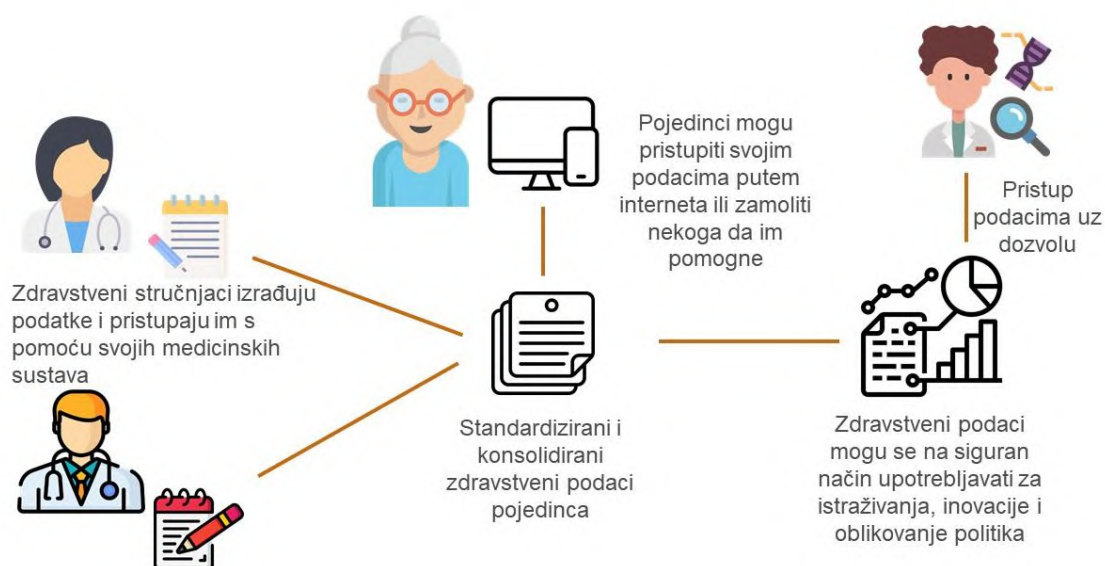 Pojedinci mogu
pristupiti svojim
podacima putem
interneta ili zamoliti
nekoga da im
pomogne
Pristup
podacima uz
dozvolu
Zdravstveni stručnjaci izrađuju
podatke i pristupaju im s
pomoću svojih medicinskih
sustava
Standardizirani i
konsolidirani
zdravstveni podaci
pojedinca
Zdravstveni podaci
mogu se na siguran
način upotrebljavati za
istraživanja, inovacije i
oblikovanje politika